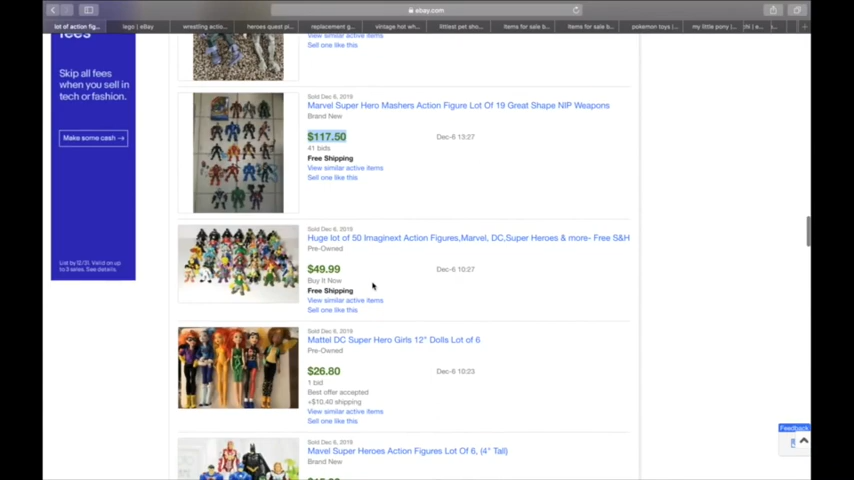 ebay.com
lot of action fig...
lego | eBay
wrestling actio...
heroes quest pl...
replacement g...
vintage hot wh...
littlest pet sho...
items for sale b...
items for sale b...
pokemon toys |...
my little pony |...
fees
Skip all fees
when you sell in
tech or fashion.
Make some cash →
List by 12/31. Valid on up
to 3 sales. See details.
View similar active items
Sell one like this
Sold Dec 6, 2019
Marvel Super Hero Mashers Action Figure Lot Of 19 Great Shape NIP Weapons
Brand New
$117.50 Dec-6 13:27
41 bids
Free Shipping
View similar active items
Sell one like this
Sold Dec 6, 2019
Huge lot of 50 Imaginext Action Figures,Marvel, DC,Super Heroes & more- Free S&H
Pre-Owned
$49.99 Dec-6 10:27
Buy It Now
Free Shipping
View similar active items
Sell one like this
Sold Dec 6, 2019
Mattel DC Super Hero Girls 12" Dolls Lot of 6
Pre-Owned
$26.80 Dec-6 10:23
1 bid
Best offer accepted
+$10.40 shipping
View similar active items
Sell one like this
Sold Dec 6, 2019
Mavel Super Heroes Action Figures Lot Of 6, (4" Tall)
Brand New
Feedback